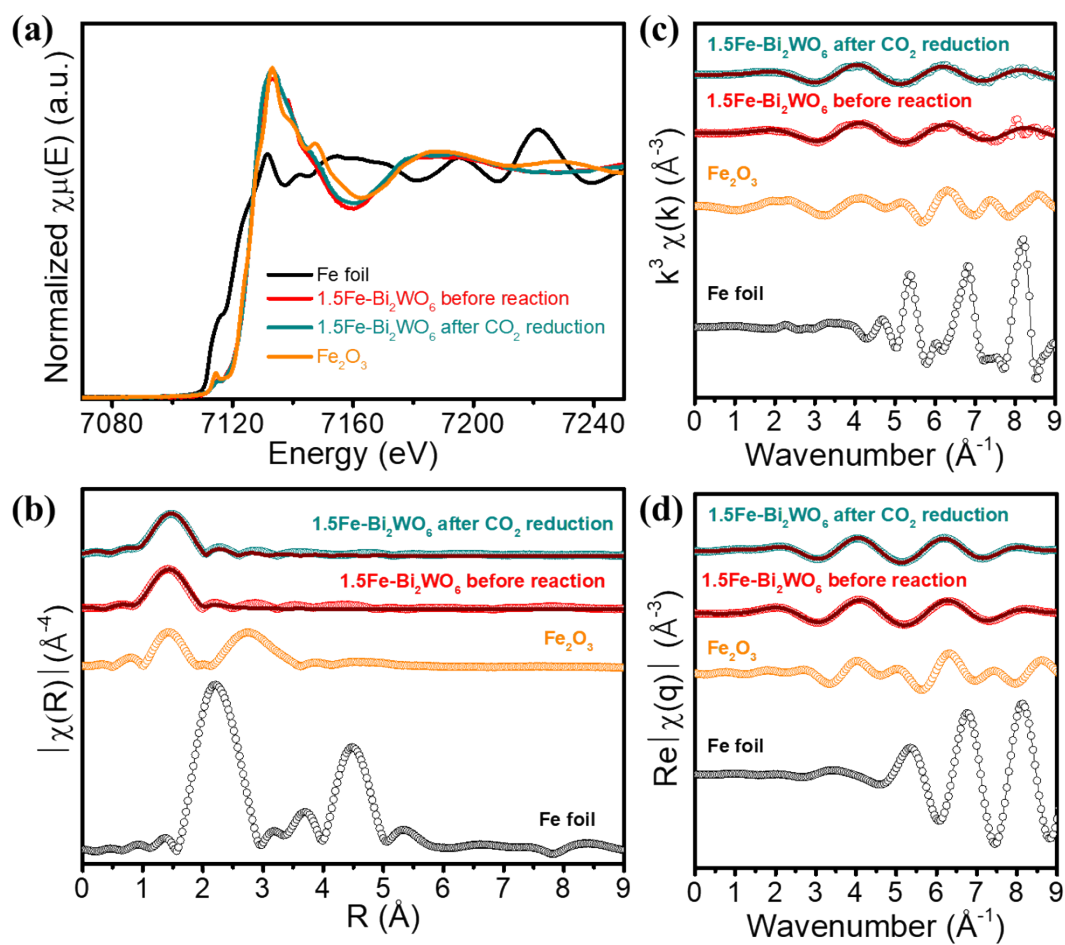 (a)
Normalized χμ(E) (a.u.)
Fe foil
1.5Fe-Bi₂WO₆ before reaction
1.5Fe-Bi₂WO₆ after CO₂ reduction
Fe₂O₃
7080 7120 7160 7200 7240
Energy (eV)
(b)
|χ(R)| (Å⁻⁴)
1.5Fe-Bi₂WO₆ after CO₂ reduction
1.5Fe-Bi₂WO₆ before reaction
Fe₂O₃
Fe foil
0 1 2 3 4 5 6 7 8 9
R (Å)
(c)
k³ χ(k) (Å⁻³)
1.5Fe-Bi₂WO₆ after CO₂ reduction
1.5Fe-Bi₂WO₆ before reaction
Fe₂O₃
Fe foil
0 1 2 3 4 5 6 7 8 9
Wavenumber (Å⁻¹)
(d)
Re|χ(q)| (Å⁻³)
1.5Fe-Bi₂WO₆ after CO₂ reduction
1.5Fe-Bi₂WO₆ before reaction
Fe₂O₃
Fe foil
0 1 2 3 4 5 6 7 8 9
Wavenumber (Å⁻¹)